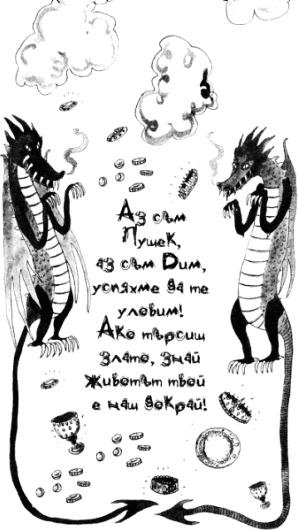 Аз съм
Пушек,
аз съм Дим,
успяхме да те
уловим!
Ако търсиш
злато, знай
животът твой
е наш докрай!